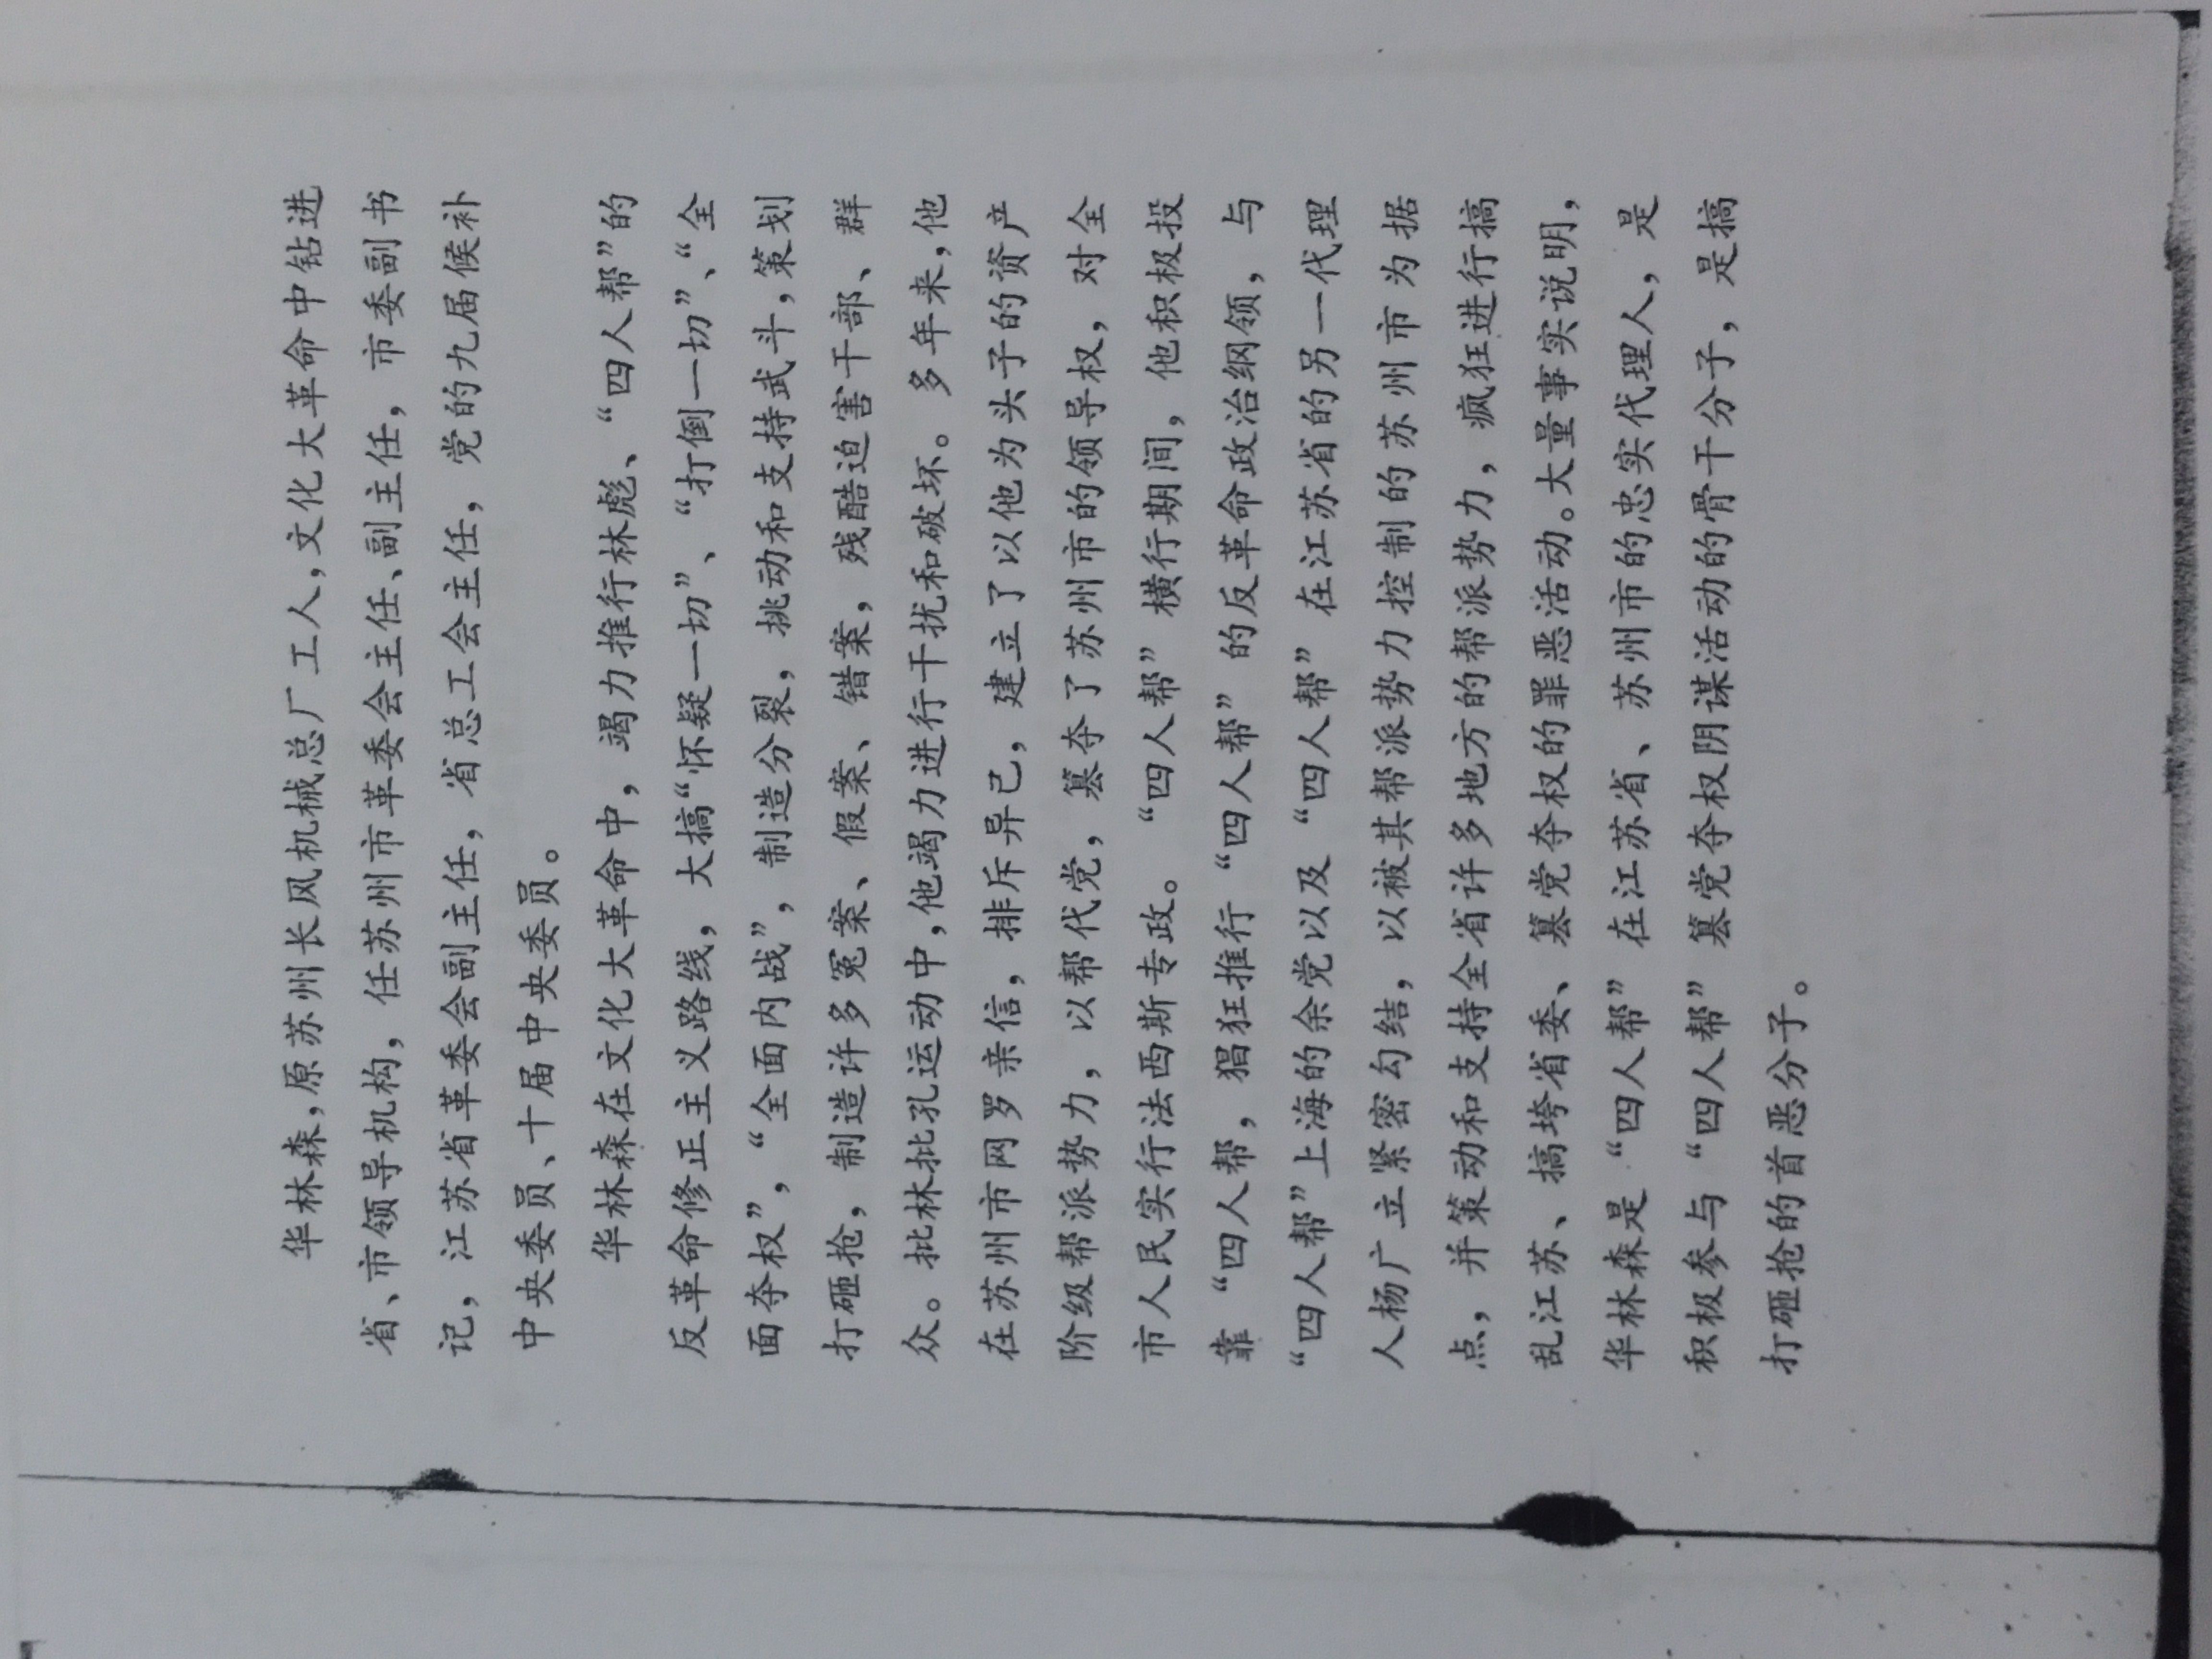 华林森,原苏州长风机械总厂工人,文化大革命中钻进
省、市领导机构，任苏州市革委会主任、副主任，市委副书
记，江苏省革委会副主任，省总工会主任，党的九届候补
中央委员、十届中央委员。
华林森在文化大革命中，竭力推行林彪、“四人帮”的
反革命修正主义路线，大搞“怀疑一切”、“打倒一切”、“全
面夺权”，“全面内战”，制造分裂，挑动和支持武斗,策划
打砸抢，制造许多冤案、假案、错案，残酷迫害干部、群
众。批林批孔运动中,他竭力进行干扰和破坏。多年来,他
在苏州市网罗亲信，排斥异己，建立了以他为头子的资产
阶级帮派势力，以帮代党，篡夺了苏州市的领导权，对全
市人民实行法西斯专政。“四人帮”横行期间，他积极投
靠“四人帮，猖狂推行“四人帮”的反革命政治纲领，与
“四人帮”上海的余党以及“四人帮”在江苏省的另一代理
人杨广立紧密勾结，以被其帮派势力控制的苏州市为据
点，并策动和支持全省许多地方的帮派势力，疯狂进行搞
乱江苏、搞垮省委、篡党夺权的罪恶活动。大量事实说明，
华林森是“四人帮”在江苏省、苏州市的忠实代理人，是
积极参与“四人帮”篡党夺权阴谋活动的骨干分子，是搞
打砸抢的首恶分子。